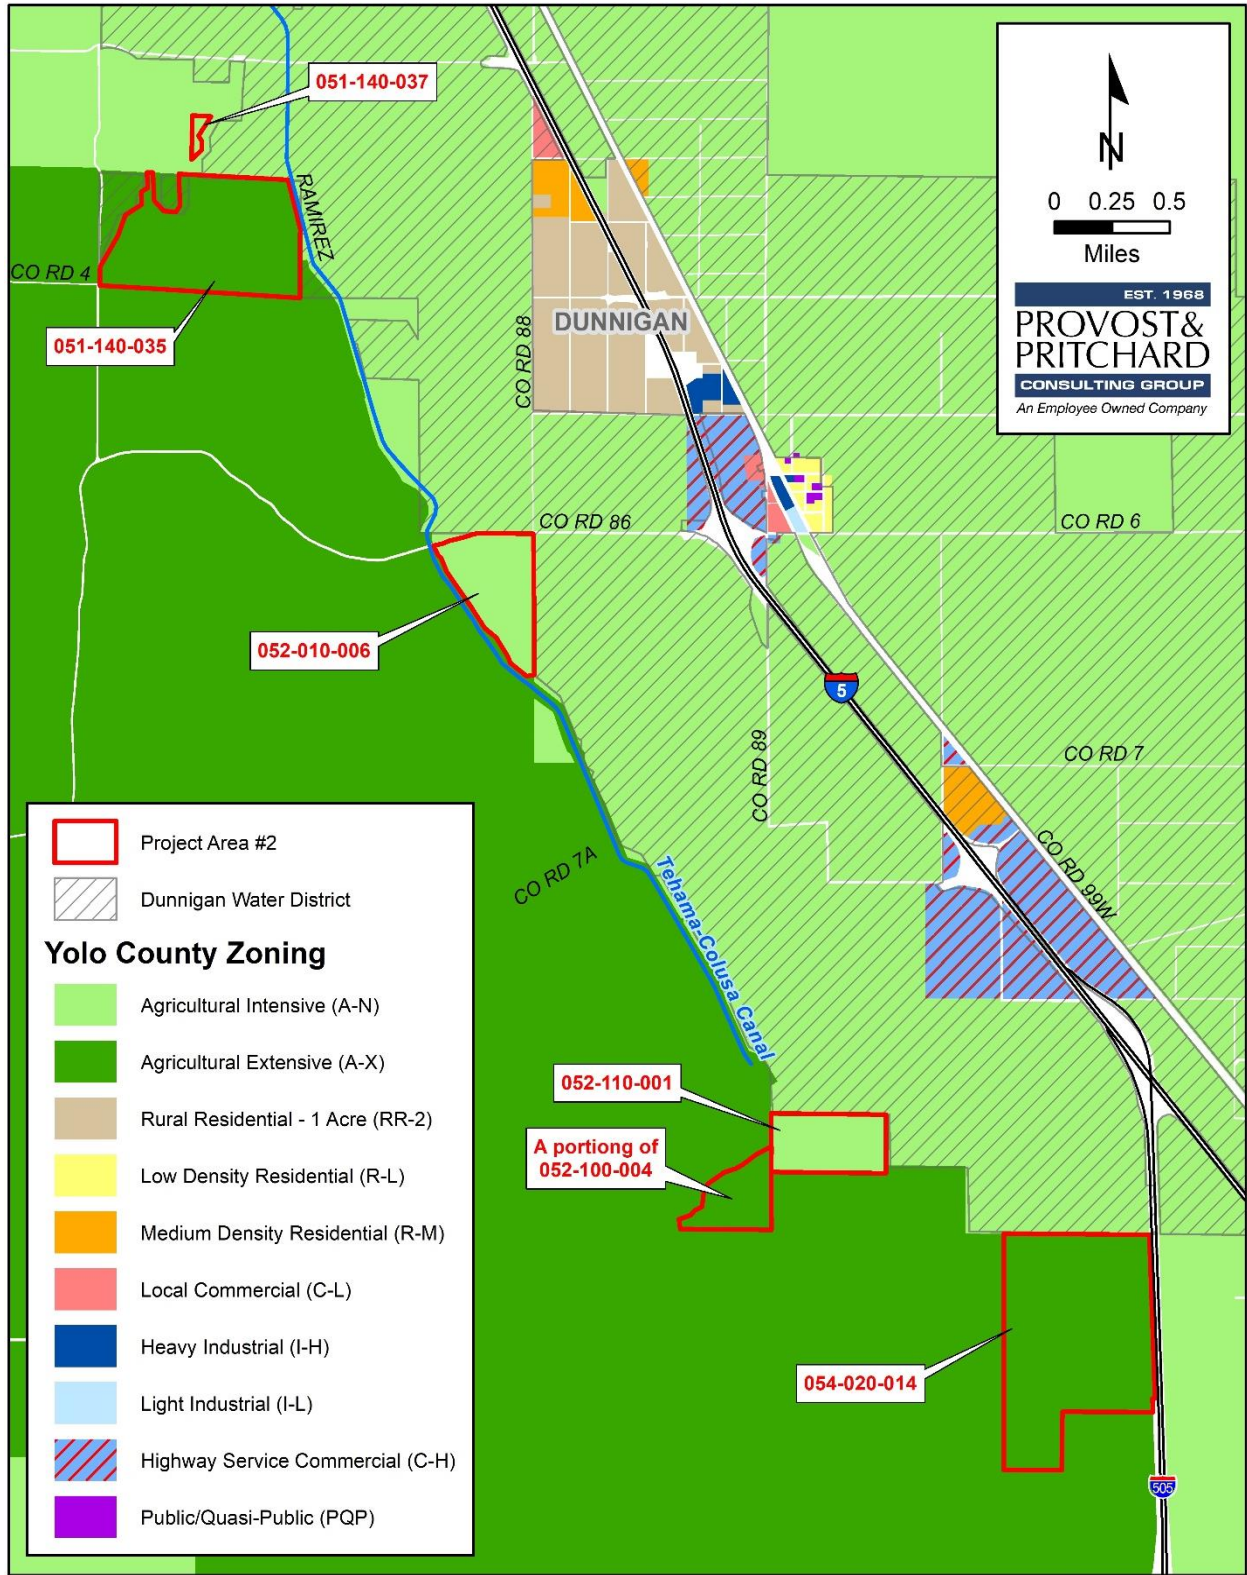 051-140-037
N
0 0.25 0.5
Miles
EST. 1968
PROVOST&
PRITCHARD
CONSULTING GROUP
An Employee Owned Company
RAMIREZ
CO RD 4
051-140-035
CO RD 88
DUNNIGAN
CO RD 86
CO RD 6
052-010-006
5
CO RD 89
CO RD 7
CO RD 99W
CO RD 7A
Tehama-Colusa Canal
052-110-001
A portiong of
052-100-004
054-020-014
505
Project Area #2
Dunnigan Water District
Yolo County Zoning
Agricultural Intensive (A-N)
Agricultural Extensive (A-X)
Rural Residential - 1 Acre (RR-2)
Low Density Residential (R-L)
Medium Density Residential (R-M)
Local Commercial (C-L)
Heavy Industrial (I-H)
Light Industrial (I-L)
Highway Service Commercial (C-H)
Public/Quasi-Public (PQP)